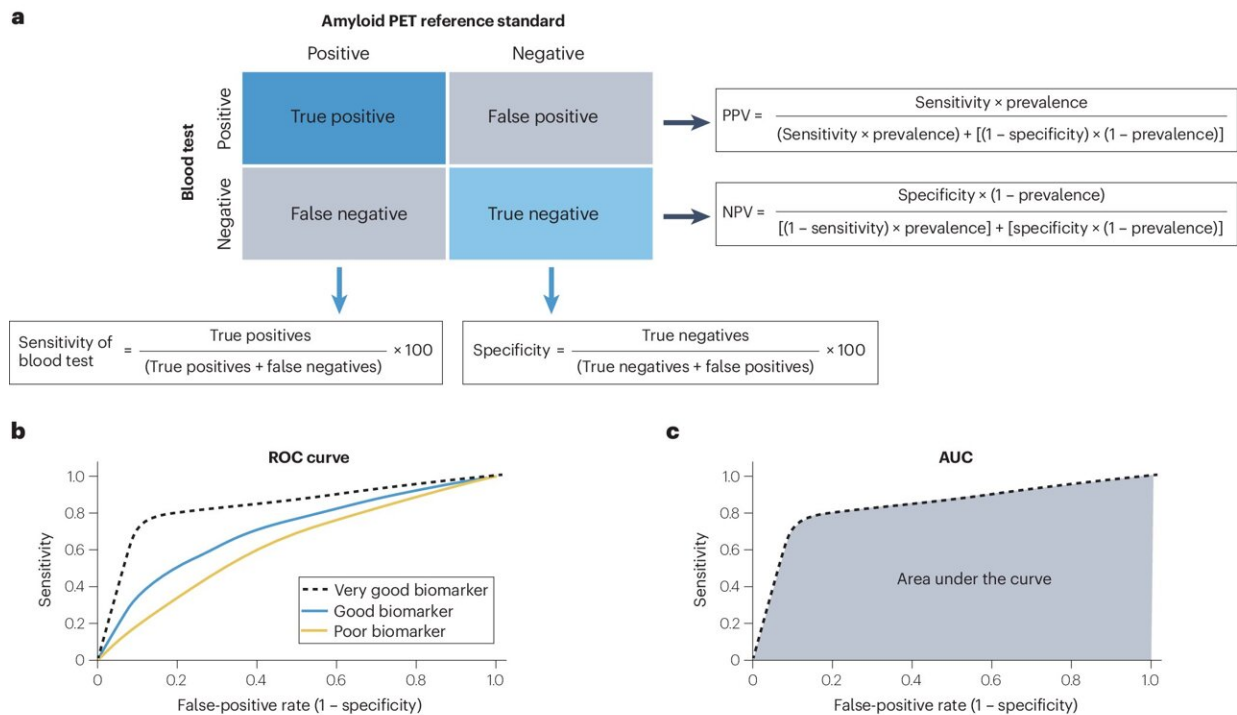 a
Amyloid PET reference standard
Positive
Negative
Blood test
Positive
True positive
False positive
PPV =
Sensitivity × prevalence
(Sensitivity × prevalence) + [(1 – specificity) × (1 – prevalence)]
Negative
False negative
True negative
NPV =
Specificity × (1 – prevalence)
[(1 – sensitivity) × prevalence] + [specificity × (1 – prevalence)]
Sensitivity of
blood test
=
True positives
(True positives + false negatives)
× 100
Specificity =
True negatives
(True negatives + false positives)
× 100
b
ROC curve
Sensitivity
1.0
0.8
0.6
0.4
0.2
0
Very good biomarker
Good biomarker
Poor biomarker
0
0.2
0.4
0.6
0.8
1.0
False-positive rate (1 – specificity)
c
AUC
Sensitivity
1.0
0.8
0.6
0.4
0.2
0
Area under the curve
0
0.2
0.4
0.6
0.8
1.0
False-positive rate (1 – specificity)